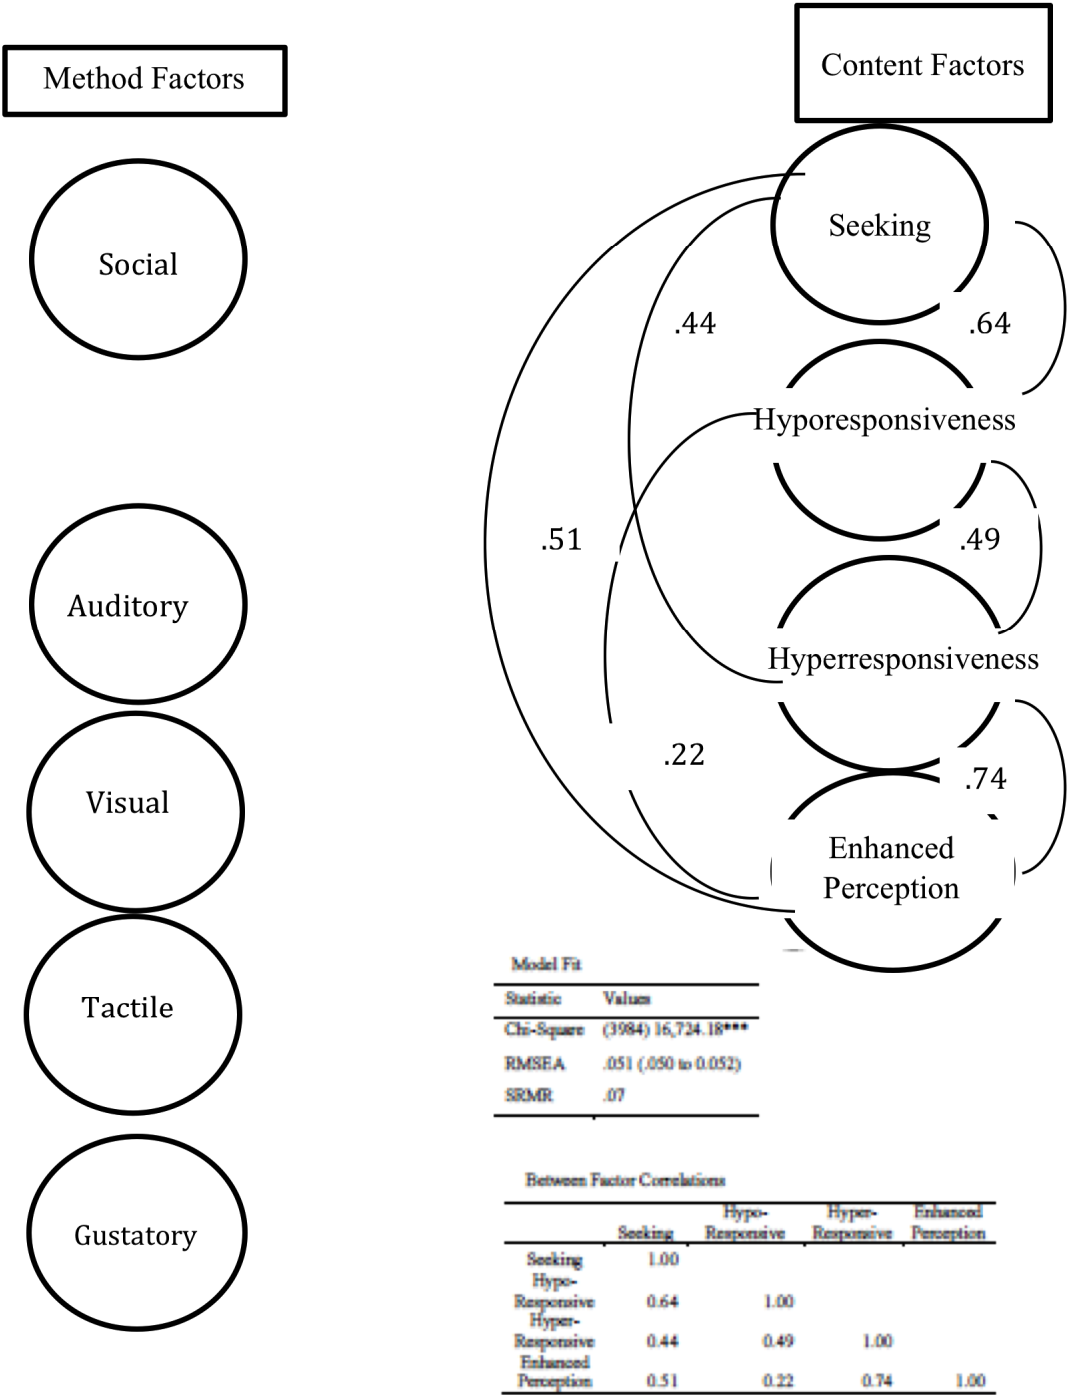 Method Factors
Content Factors
Social
Auditory
Visual
Tactile
Gustatory
Seeking
.44
.64
Hyporesponsiveness
.51
.49
Hyperresponsiveness
.22
.74
Enhanced
Perception
Model Fit
Statistic Values
Chi-Square (3984) 16,724.18***
RMSEA .051 (.050 to 0.052)
SRMR .07
Between Factor Correlations
Hypo- Hyper- Enhanced
Seeking Responsive Responsive Perception
Seeking 1.00
Hypo-
Responsive 0.64 1.00
Hyper-
Responsive 0.44 0.49 1.00
Enhanced
Perception 0.51 0.22 0.74 1.00